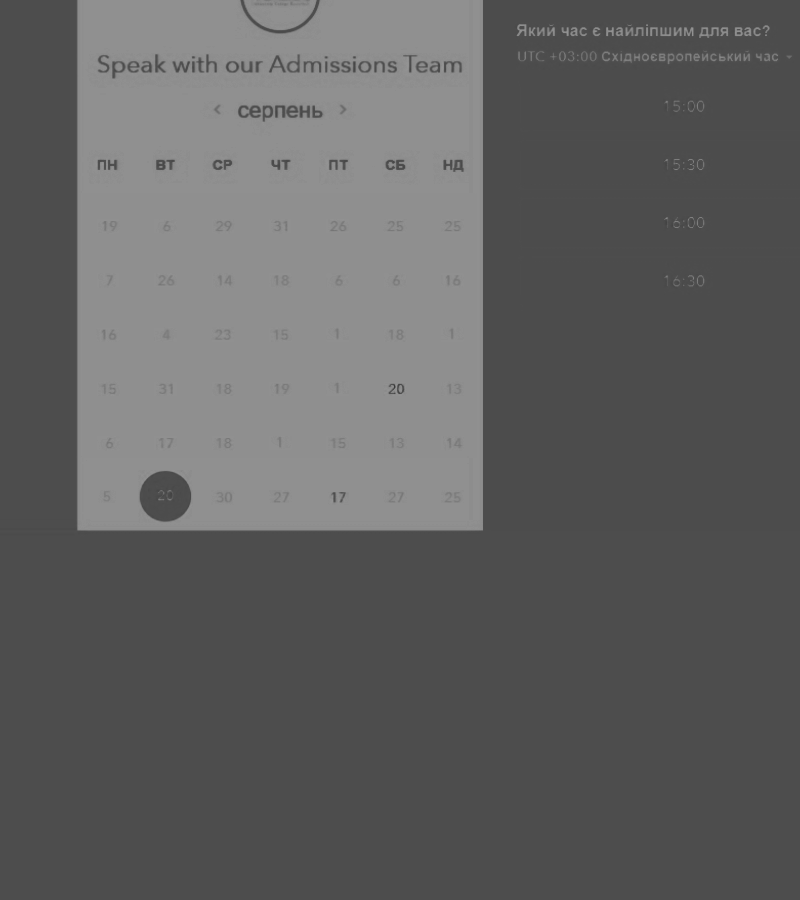 Speak with our Admissions Team
серпень
ПН ВТ СР ЧТ ПТ СБ НД
19 6 29 31 26 25 25
7 26 14 18 6 6 16
16 4 23 15 1 18 1
15 31 18 19 1 20 13
6 17 18 1 15 13 14
5 20 30 27 17 27 25
Який час є найліпшим для вас?
UTC +03:00 Східноєвропейський час
15:00
15:30
16:00
16:30